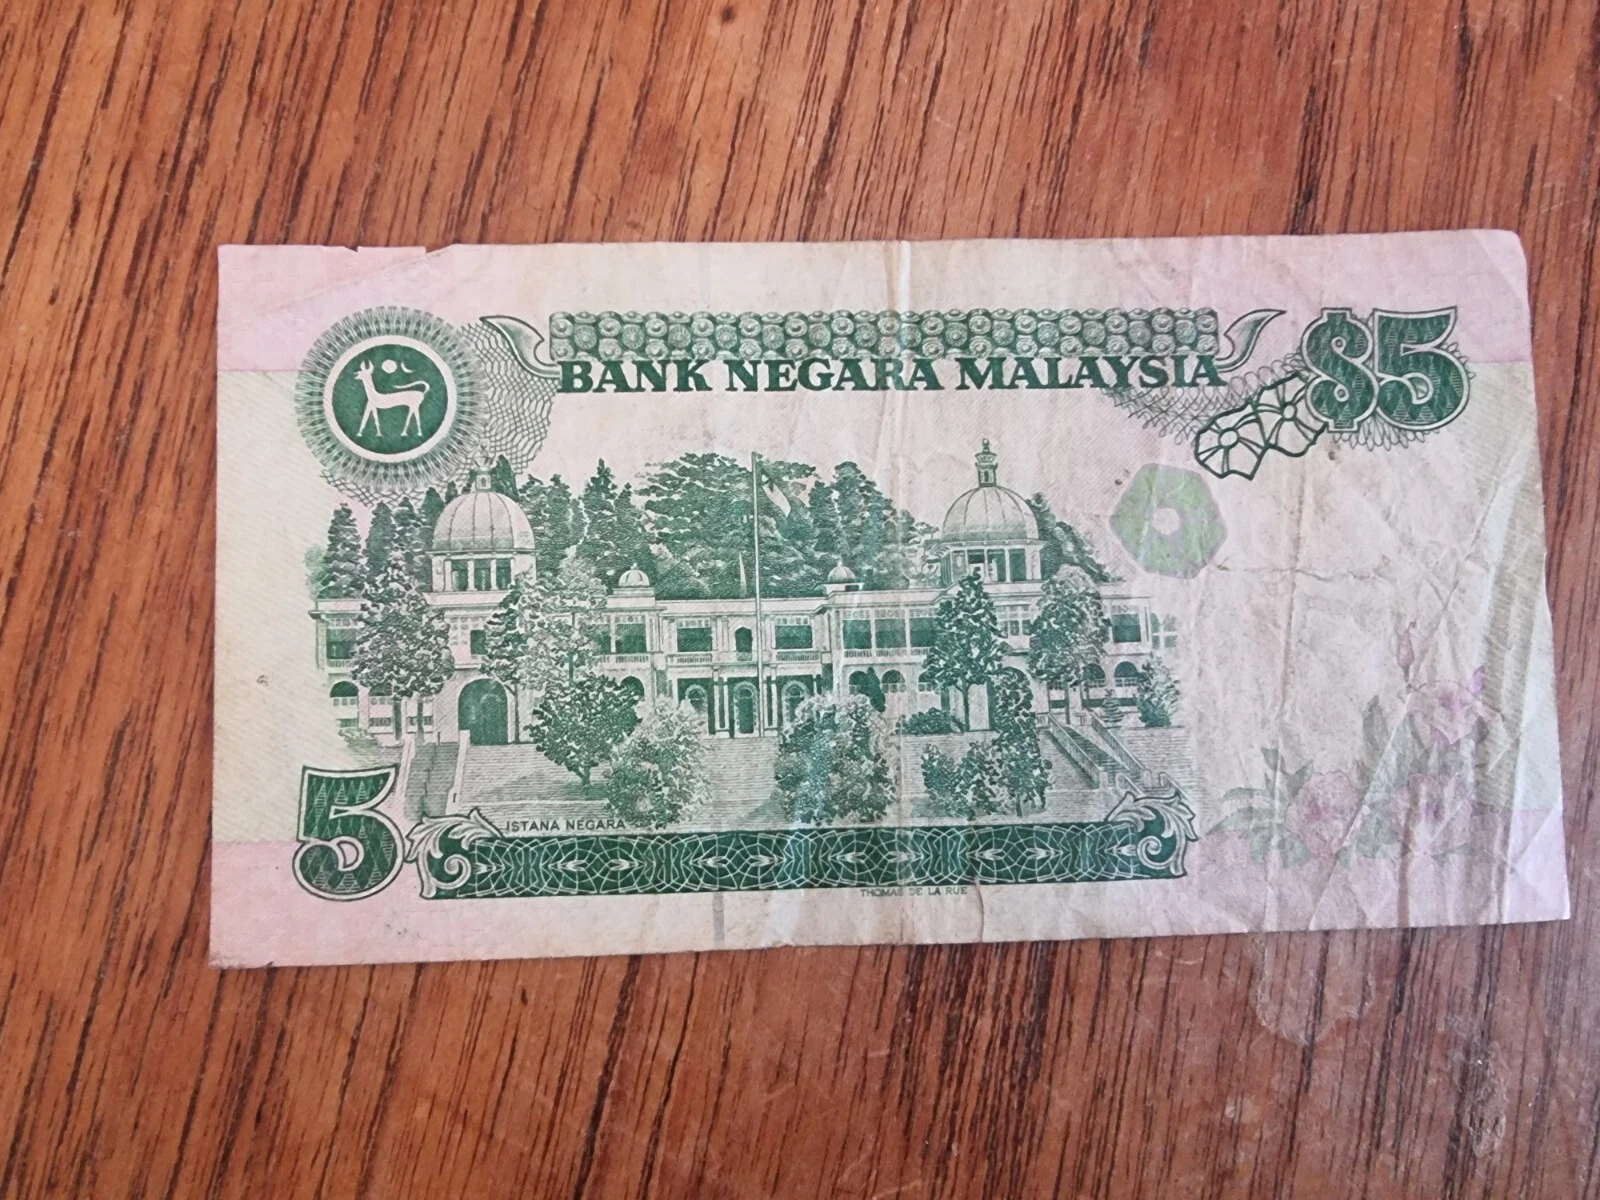 BANK NEGARA MALAYSIA
$5
5
ISTANA NEGARA
THOMAS DE LA RUE